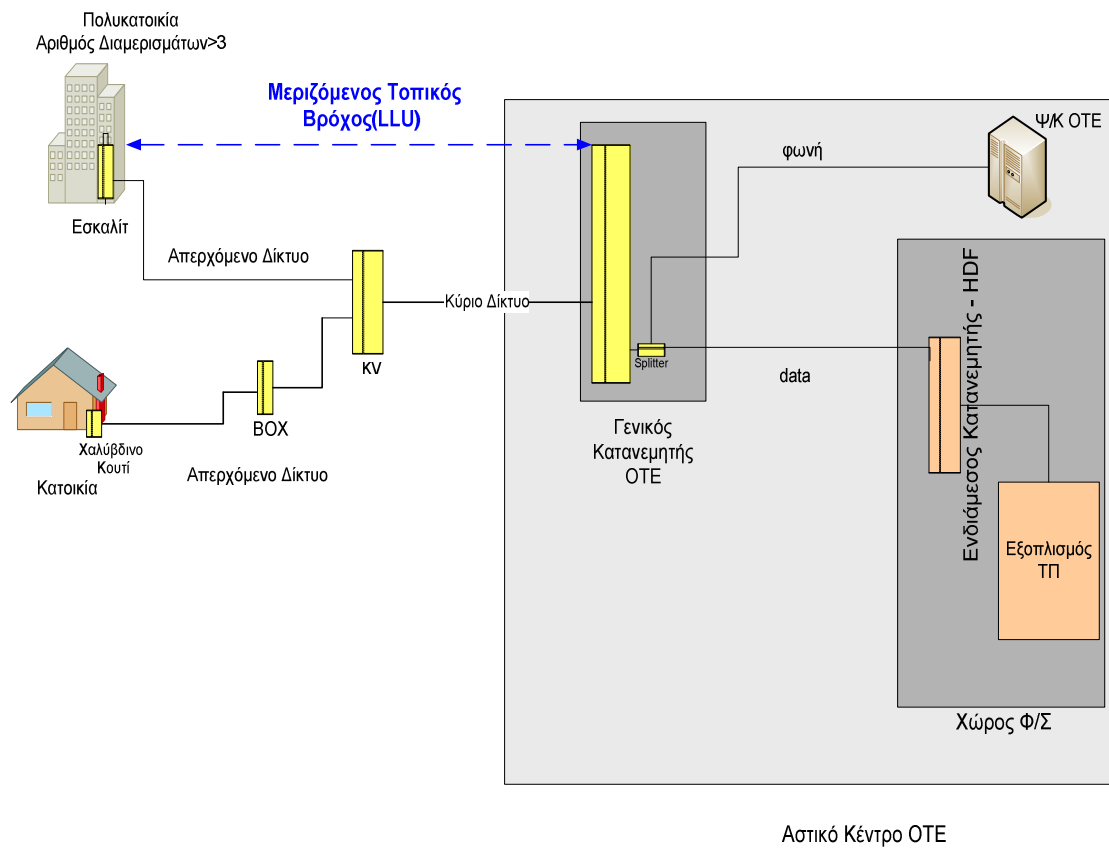 Πολυκατοικία
Αριθμός Διαμερισμάτων>3
Μεριζόμενος Τοπικός
Βρόχος(LLU)
Ψ/Κ ΟΤΕ
φωνή
Εσκαλίτ
Απερχόμενο Δίκτυο
Κύριο Δίκτυο
KV
Splitter
data
Ενδιάμεσος Κατανεμητής - HDF
BOX
Χαλύβδινο
Κουτί
Κατοικία
Απερχόμενο Δίκτυο
Γενικός
Κατανεμητής
ΟΤΕ
Εξοπλισμός
ΤΠ
Χώρος Φ/Σ
Αστικό Κέντρο ΟΤΕ